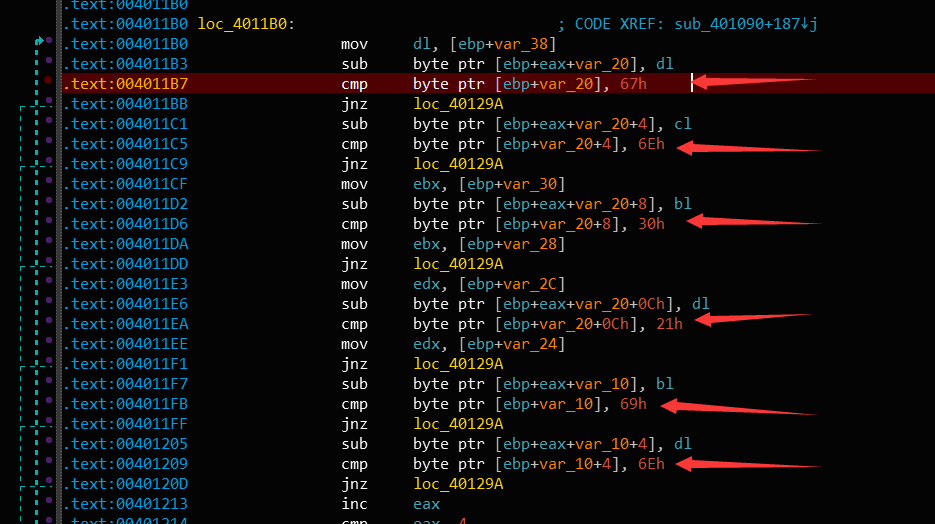 .text:004011B0
.text:004011B0 loc_4011B0: ; CODE XREF: sub_401090+187↓j
.text:004011B0 mov dl, [ebp+var_38]
.text:004011B3 sub byte ptr [ebp+eax+var_20], dl
.text:004011B7 cmp byte ptr [ebp+var_20], 67h
.text:004011BB jnz loc_40129A
.text:004011C1 sub byte ptr [ebp+eax+var_20+4], cl
.text:004011C5 cmp byte ptr [ebp+var_20+4], 6Eh
.text:004011C9 jnz loc_40129A
.text:004011CF mov ebx, [ebp+var_30]
.text:004011D2 sub byte ptr [ebp+eax+var_20+8], bl
.text:004011D6 cmp byte ptr [ebp+var_20+8], 30h
.text:004011DA mov ebx, [ebp+var_28]
.text:004011DD jnz loc_40129A
.text:004011E3 mov edx, [ebp+var_2C]
.text:004011E6 sub byte ptr [ebp+eax+var_20+0Ch], dl
.text:004011EA cmp byte ptr [ebp+var_20+0Ch], 21h
.text:004011EE mov edx, [ebp+var_24]
.text:004011F1 jnz loc_40129A
.text:004011F7 sub byte ptr [ebp+eax+var_10], bl
.text:004011FB cmp byte ptr [ebp+var_10], 69h
.text:004011FF jnz loc_40129A
.text:00401205 sub byte ptr [ebp+eax+var_10+4], dl
.text:00401209 cmp byte ptr [ebp+var_10+4], 6Eh
.text:0040120D jnz loc_40129A
.text:00401213 inc eax
.text:00401214 cmp eax, 4